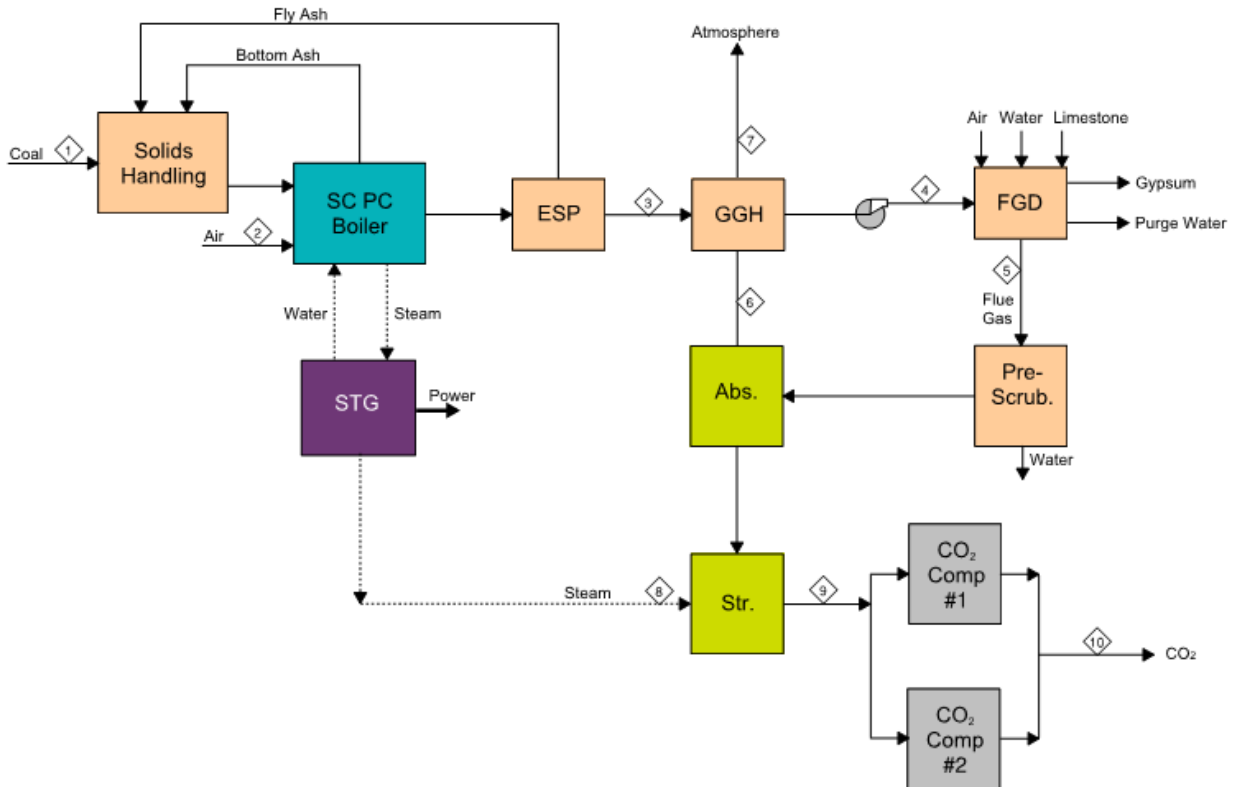 Fly Ash
Atmosphere
Bottom Ash
7
Air
Water
Limestone
Coal
1
Solids
Handling
SC PC
Boiler
ESP
3
GGH
4
FGD
Gypsum
Purge Water
Air
2
5
Flue
Gas
6
Water
Steam
STG
Power
Abs.
Pre-
Scrub.
Water
CO₂
Comp
#1
Steam
8
Str.
9
10
CO₂
CO₂
Comp
#2